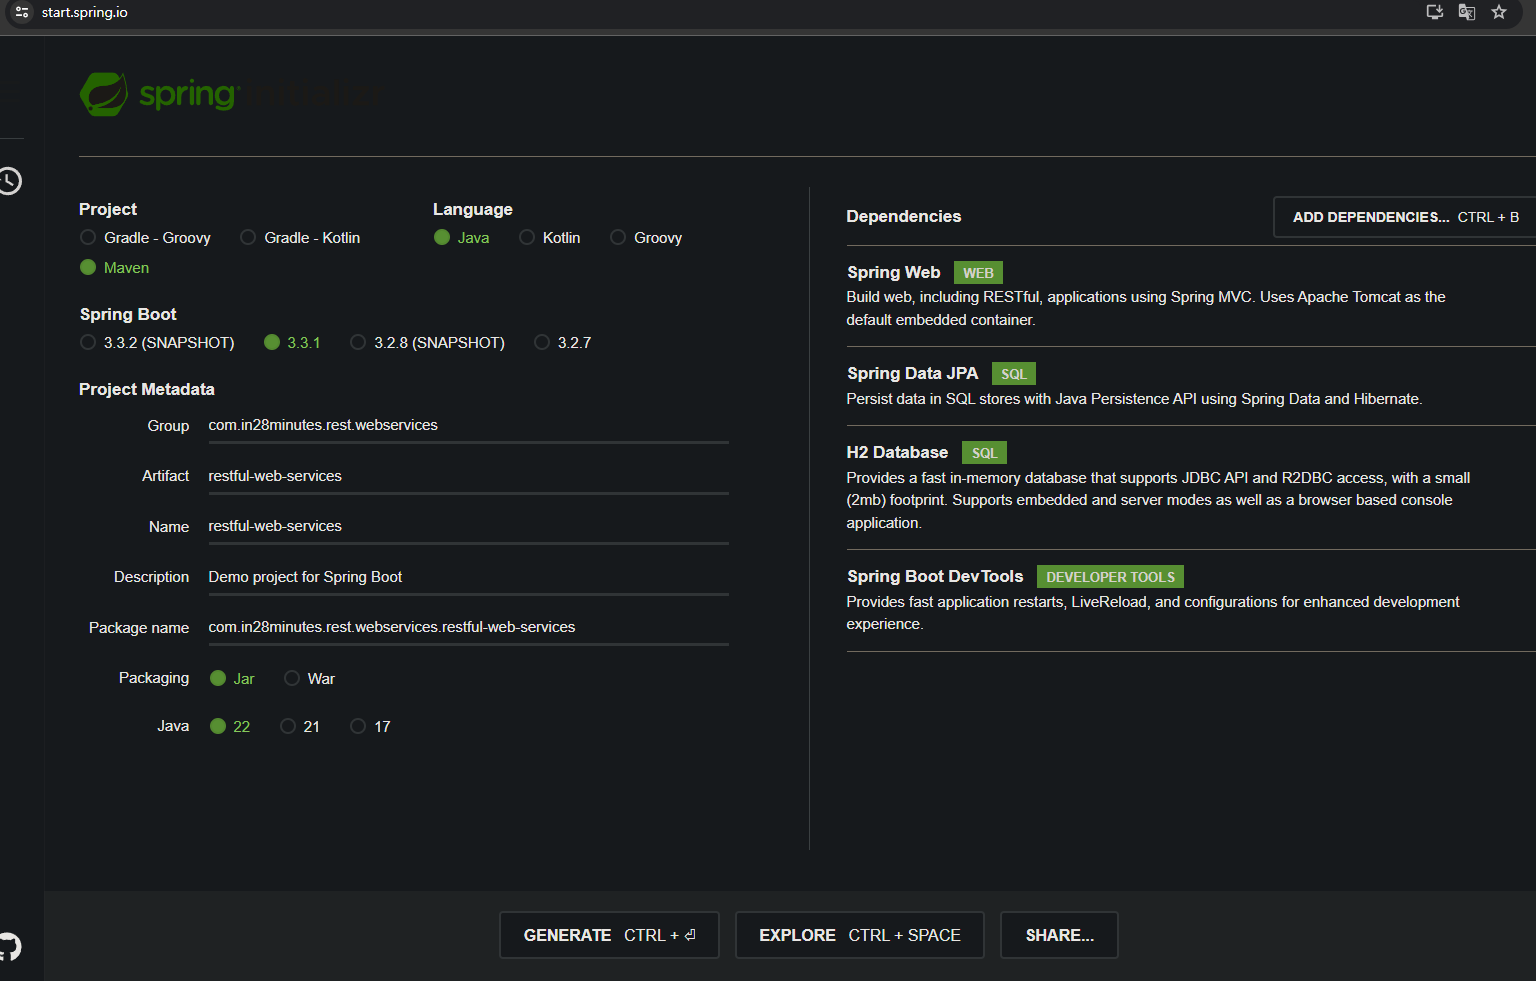 start.spring.io
spring
Project
Gradle - Groovy
Gradle - Kotlin
Maven
Language
Java
Kotlin
Groovy
Spring Boot
3.3.2 (SNAPSHOT)
3.3.1
3.2.8 (SNAPSHOT)
3.2.7
Project Metadata
Group
com.in28minutes.rest.webservices
Artifact
restful-web-services
Name
restful-web-services
Description
Demo project for Spring Boot
Package name
com.in28minutes.rest.webservices.restful-web-services
Packaging
Jar
War
Java
22
21
17
Dependencies
ADD DEPENDENCIES... CTRL + B
Spring Web WEB
Build web, including RESTful, applications using Spring MVC. Uses Apache Tomcat as the
default embedded container.
Spring Data JPA SQL
Persist data in SQL stores with Java Persistence API using Spring Data and Hibernate.
H2 Database SQL
Provides a fast in-memory database that supports JDBC API and R2DBC access, with a small
(2mb) footprint. Supports embedded and server modes as well as a browser based console
application.
Spring Boot DevTools DEVELOPER TOOLS
Provides fast application restarts, LiveReload, and configurations for enhanced development
experience.
GENERATE CTRL + ⏎
EXPLORE CTRL + SPACE
SHARE...